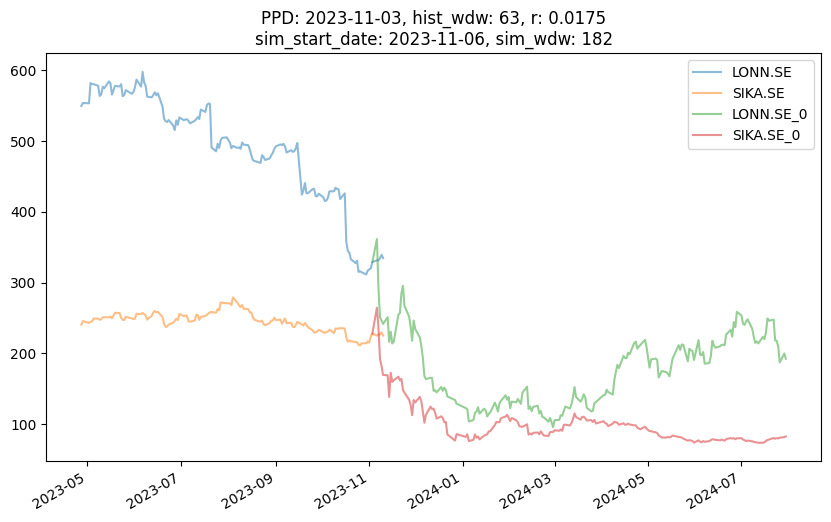 PPD: 2023-11-03, hist_wdw: 63, r: 0.0175
sim_start_date: 2023-11-06, sim_wdw: 182
LONN.SE
SIKA.SE
LONN.SE_0
SIKA.SE_0
600
500
400
300
200
100
2023-05
2023-07
2023-09
2023-11
2024-01
2024-03
2024-05
2024-07